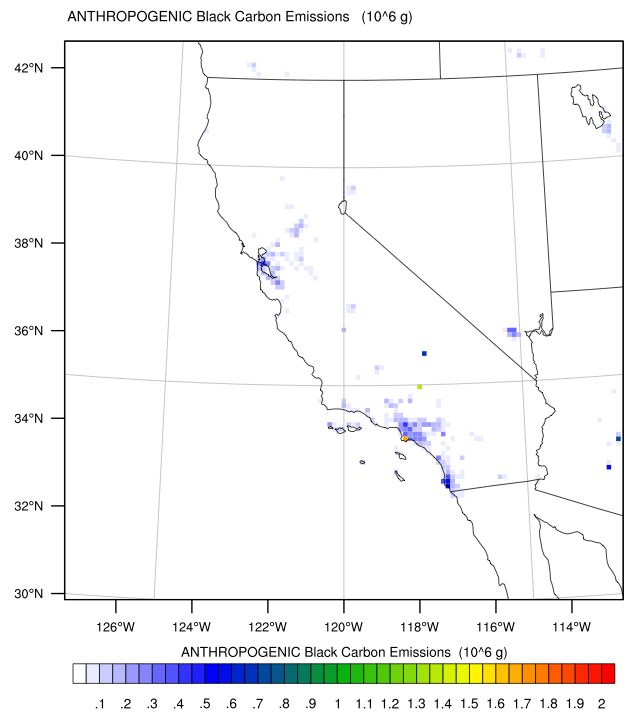 ANTHROPOGENIC Black Carbon Emissions (10^6 g)
42°N
40°N
38°N
36°N
34°N
32°N
30°N
126°W 124°W 122°W 120°W 118°W 116°W 114°W
ANTHROPOGENIC Black Carbon Emissions (10^6 g)
.1 .2 .3 .4 .5 .6 .7 .8 .9 1 1.1 1.2 1.3 1.4 1.5 1.6 1.7 1.8 1.9 2